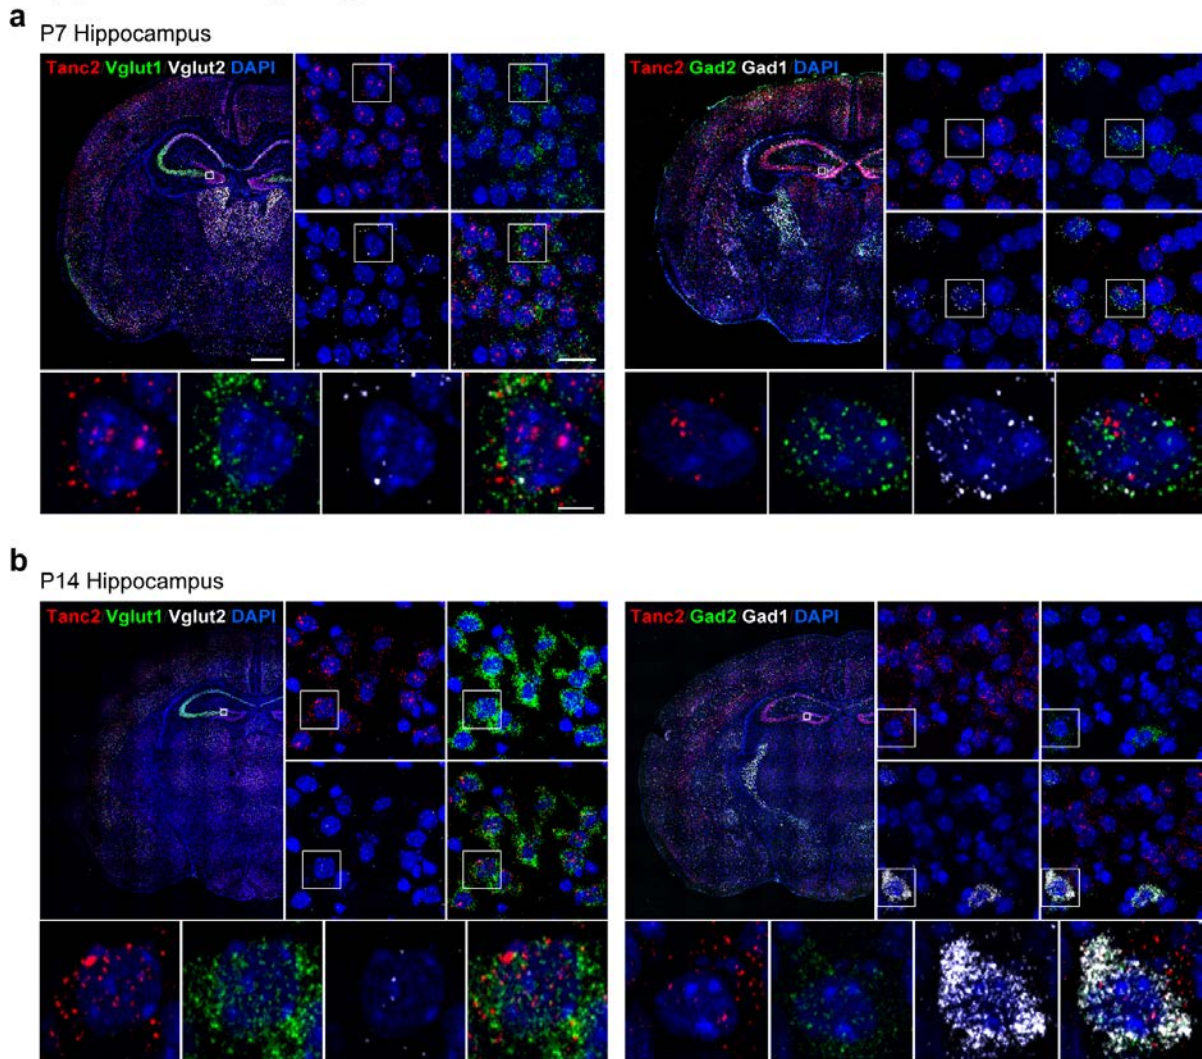 a
P7 Hippocampus
Tanc2 Vglut1 Vglut2 DAPI
Tanc2 Gad2 Gad1 DAPI
b
P14 Hippocampus
Tanc2 Vglut1 Vglut2 DAPI
Tanc2 Gad2 Gad1 DAPI